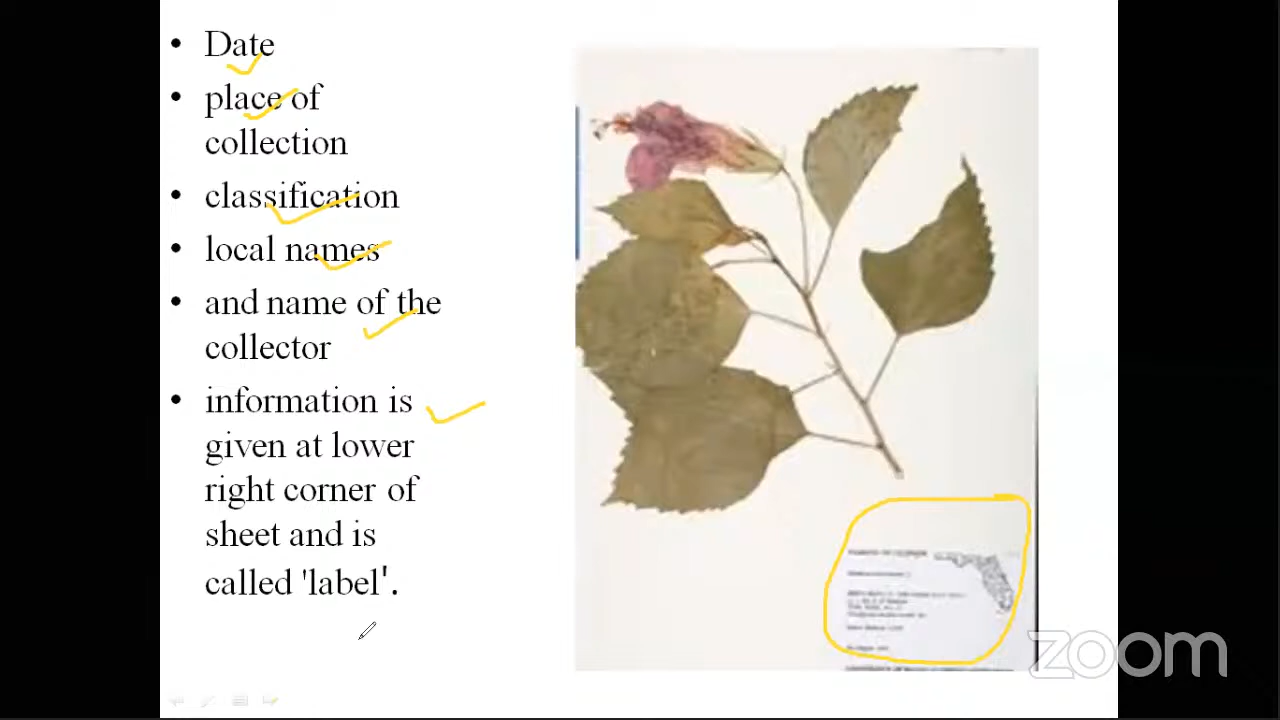 • Date
• place of
collection
• classification
• local names
• and name of the
collector
• information is
given at lower
right corner of
sheet and is
called 'label'.
zoom